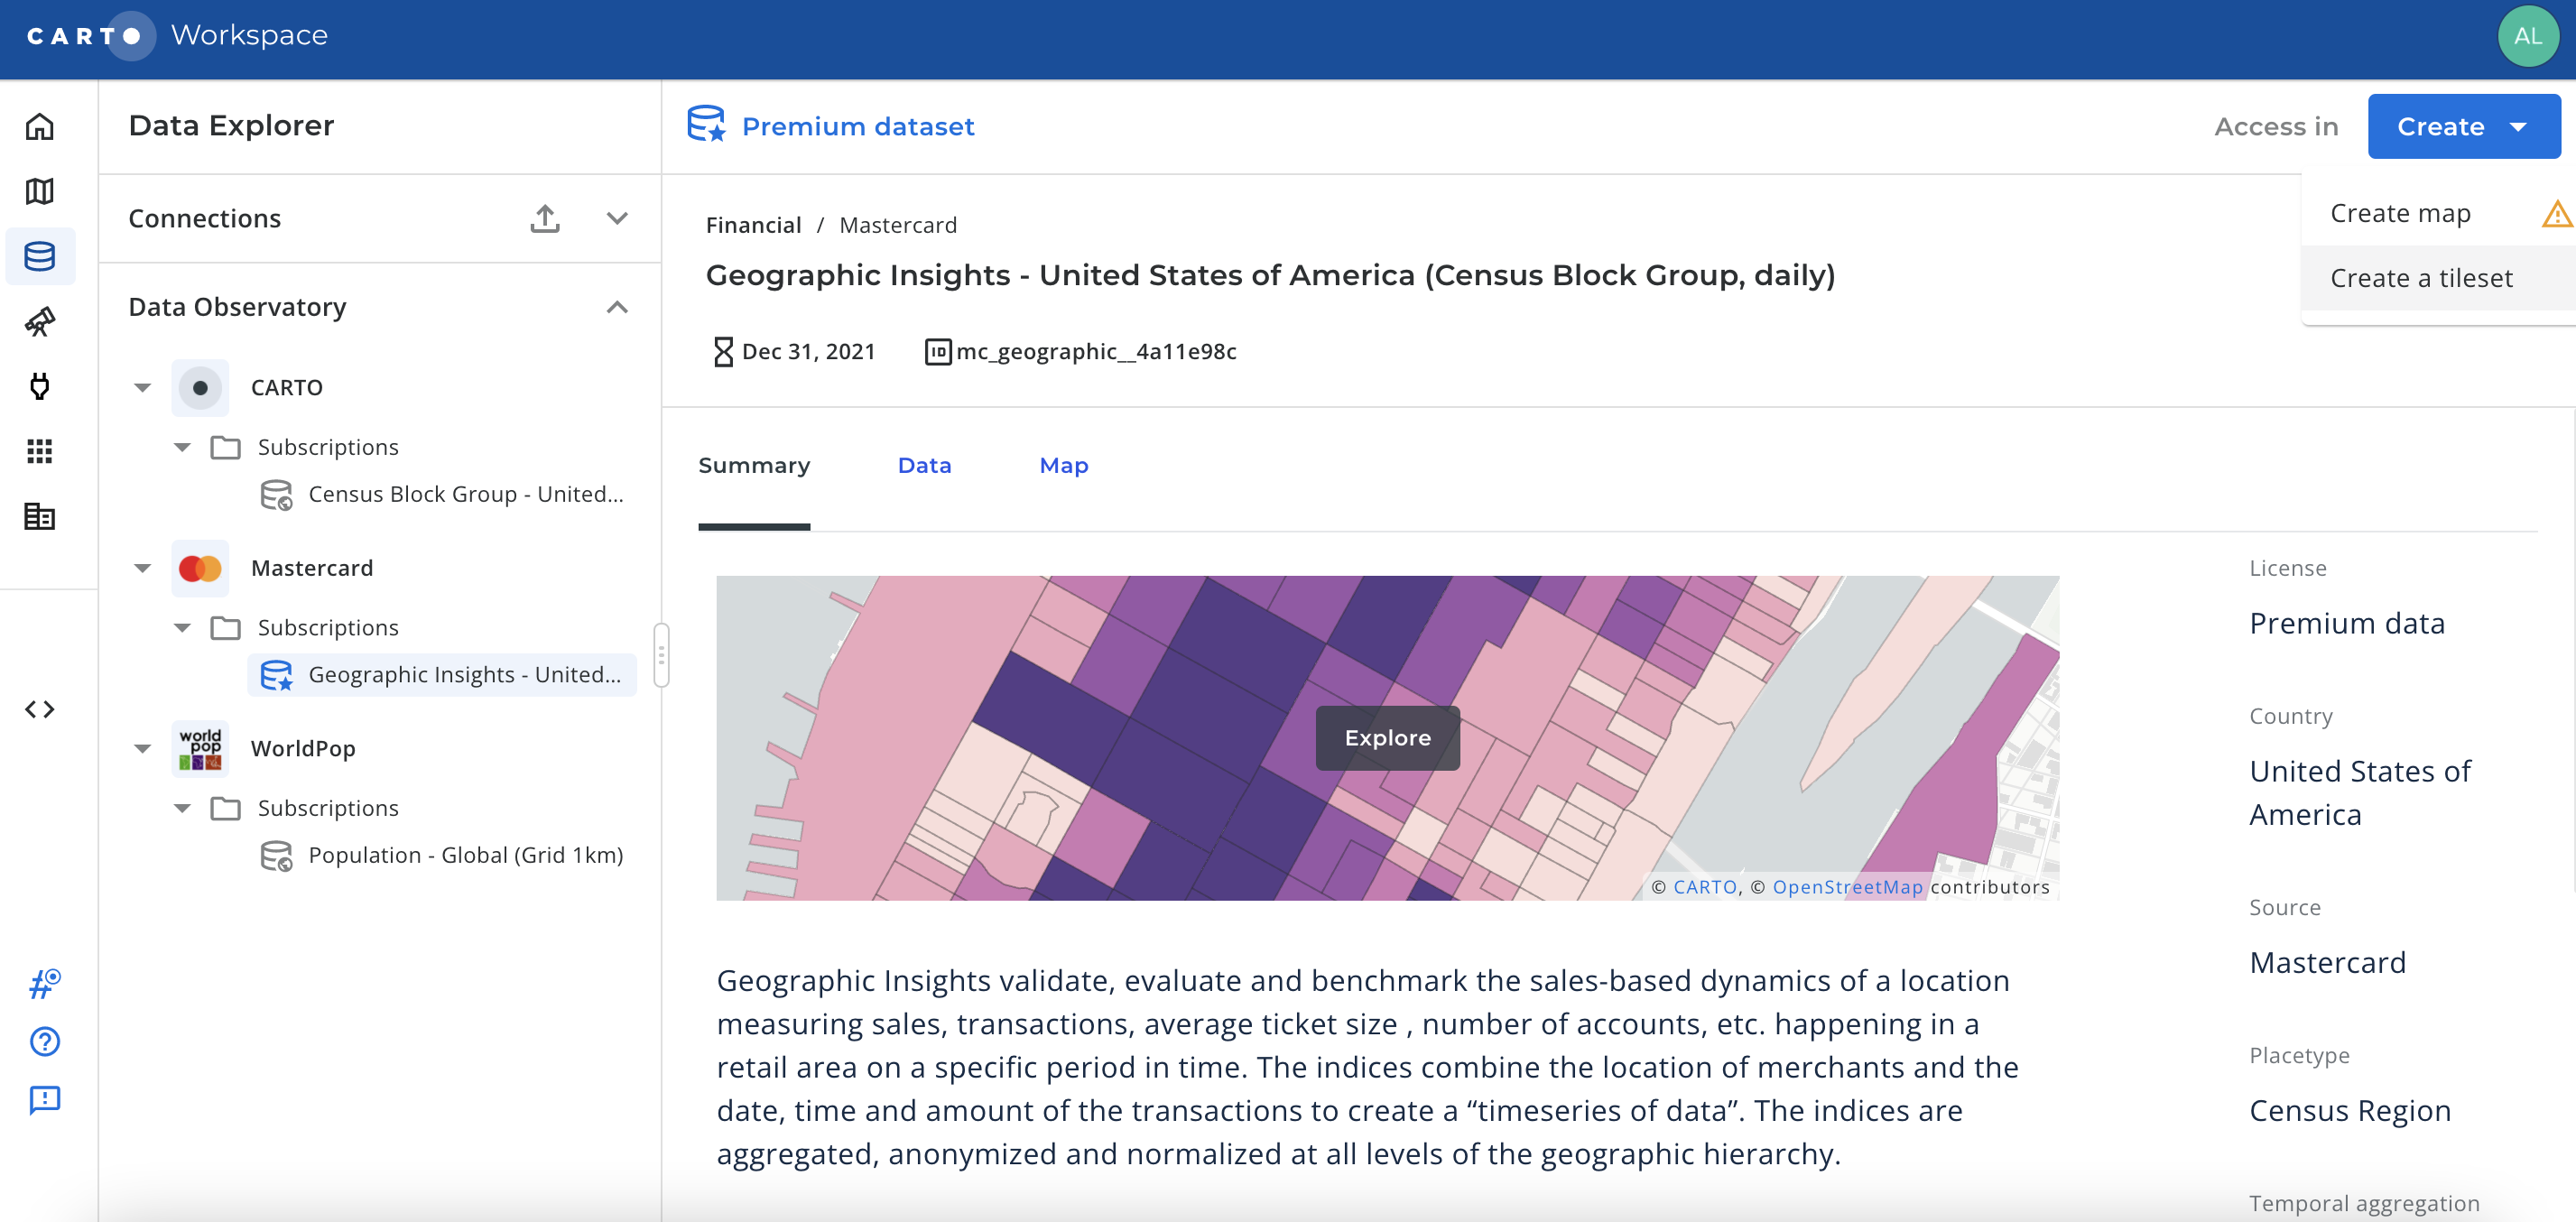 CARTO Workspace
AL
Data Explorer
Premium dataset
Access in
Create
Connections
Create map
Create a tileset
Financial / Mastercard
Geographic Insights - United States of America (Census Block Group, daily)
Dec 31, 2021
ID mc_geographic__4a11e98c
Data Observatory
CARTO
Subscriptions
Census Block Group - United...
Mastercard
Subscriptions
Geographic Insights - United...
world pop
WorldPop
Subscriptions
Population - Global (Grid 1km)
Summary
Data
Map
Explore
© CARTO, © OpenStreetMap contributors
Geographic Insights validate, evaluate and benchmark the sales-based dynamics of a location
measuring sales, transactions, average ticket size , number of accounts, etc. happening in a
retail area on a specific period in time. The indices combine the location of merchants and the
date, time and amount of the transactions to create a “timeseries of data”. The indices are
aggregated, anonymized and normalized at all levels of the geographic hierarchy.
License
Premium data
Country
United States of
America
Source
Mastercard
Placetype
Census Region
Temporal aggregation